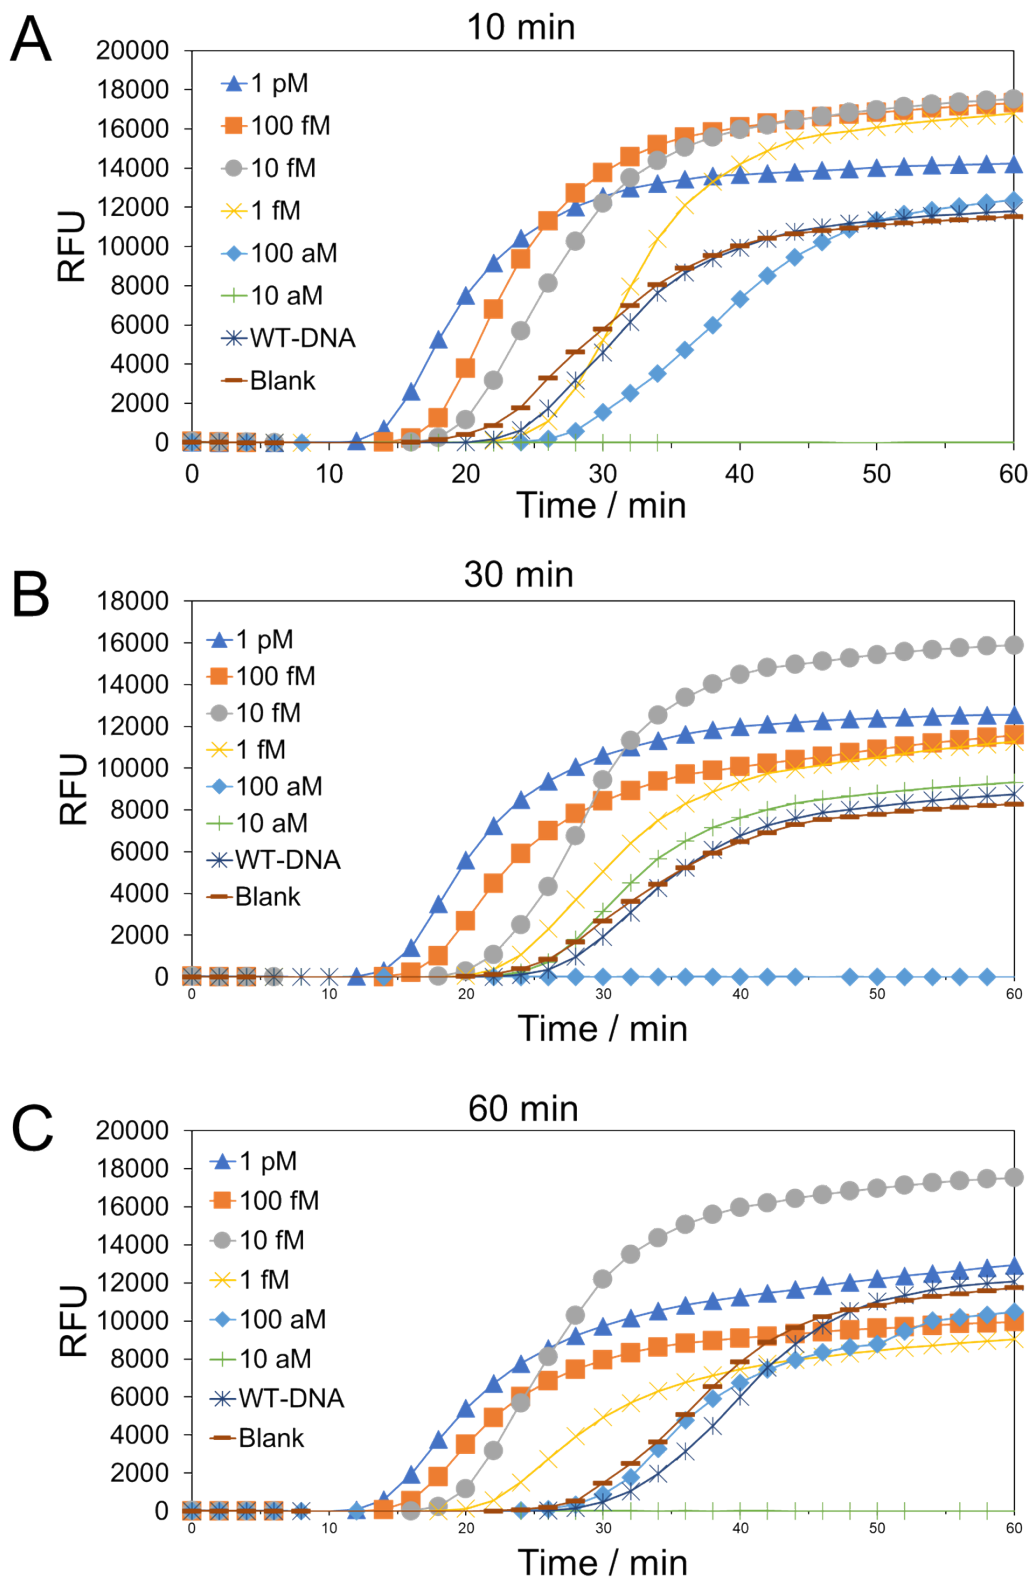 A
10 min
20000
18000
16000
14000
12000
10000
8000
6000
4000
2000
0
RFU
1 pM
100 fM
10 fM
1 fM
100 aM
10 aM
WT-DNA
Blank
0 10 20 30 40 50 60
Time / min
B
30 min
18000
16000
14000
12000
10000
8000
6000
4000
2000
0
RFU
1 pM
100 fM
10 fM
1 fM
100 aM
10 aM
WT-DNA
Blank
0 10 20 30 40 50 60
Time / min
C
60 min
20000
18000
16000
14000
12000
10000
8000
6000
4000
2000
0
RFU
1 pM
100 fM
10 fM
1 fM
100 aM
10 aM
WT-DNA
Blank
0 10 20 30 40 50 60
Time / min